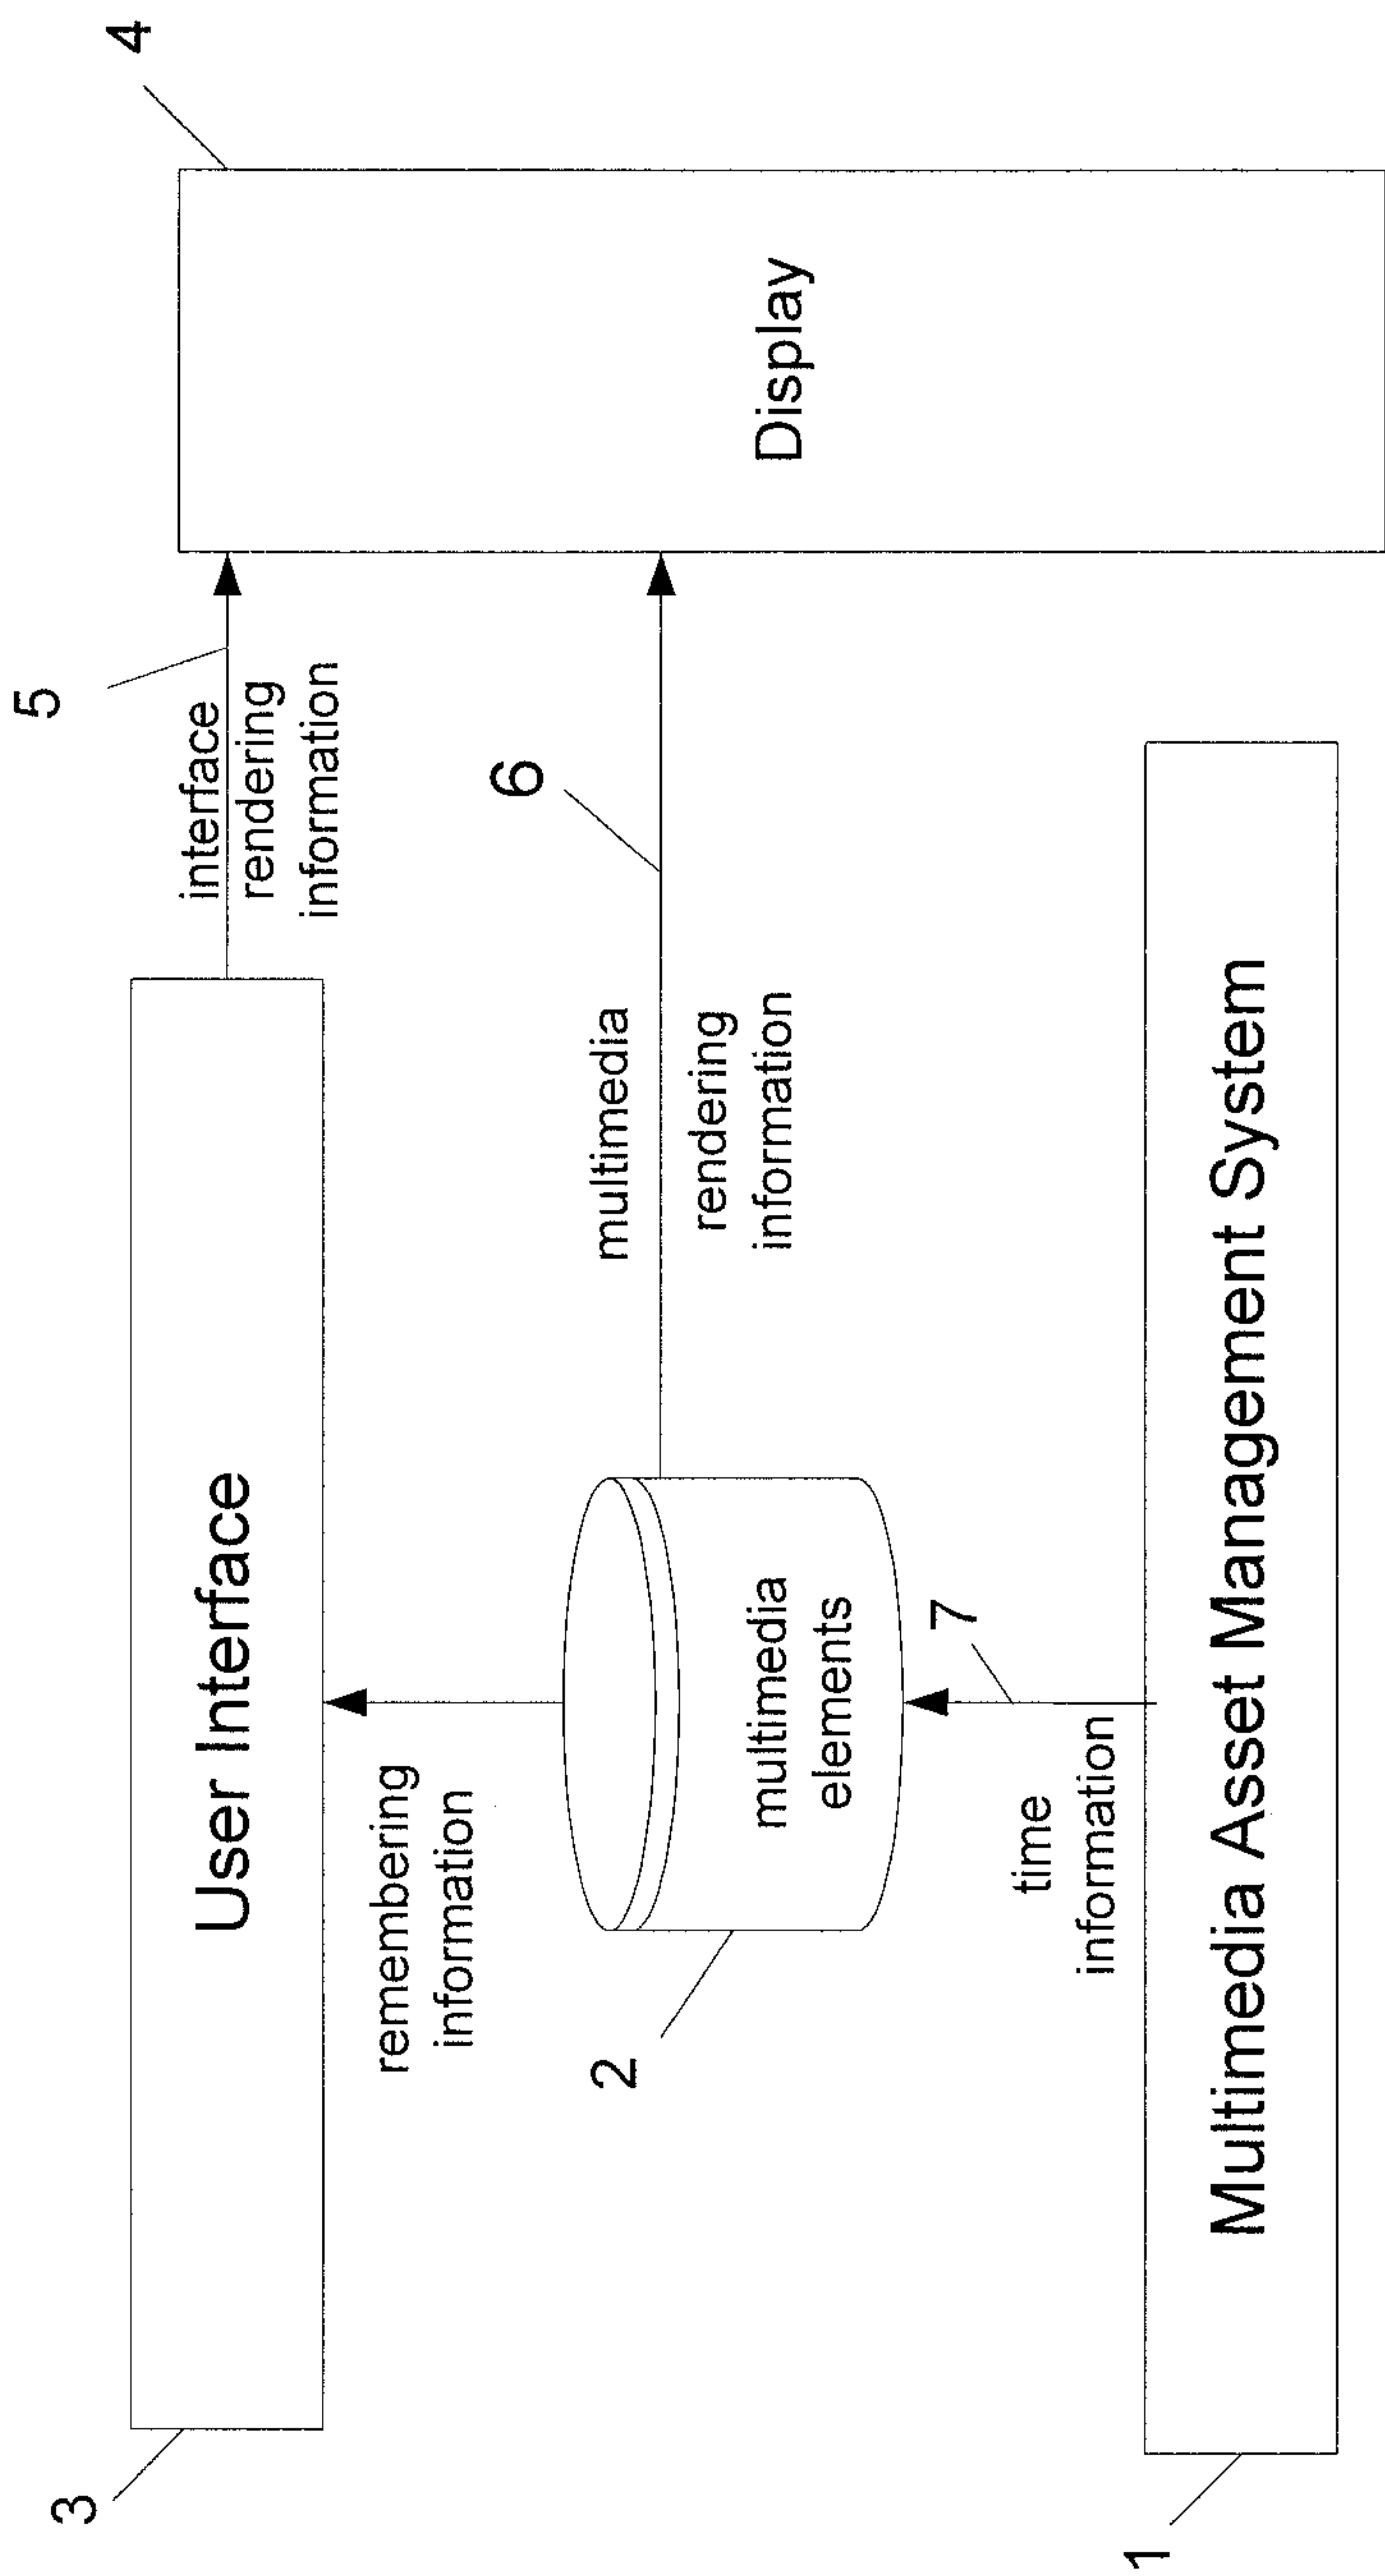 3
User Interface
5
interface
rendering
information
4
Display
remembering
information
6
multimedia
rendering
information
2
multimedia
elements
7
time
information
1
Multimedia Asset Management System